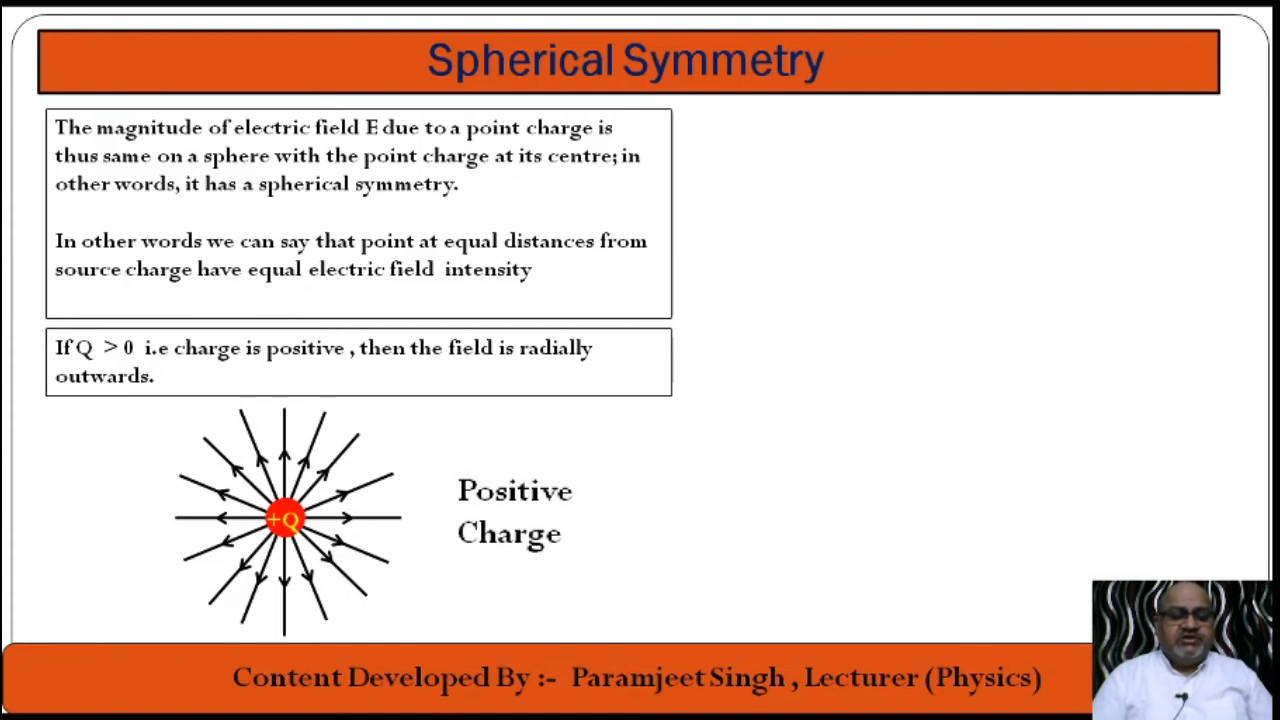 Spherical Symmetry
The magnitude of electric field E due to a point charge is
thus same on a sphere with the point charge at its centre; in
other words, it has a spherical symmetry.
In other words we can say that point at equal distances from
source charge have equal electric field intensity
If Q > 0 i.e charge is positive , then the field is radially
outwards.
+Q
Positive
Charge
Content Developed By :- Paramjeet Singh , Lecturer (Physics)